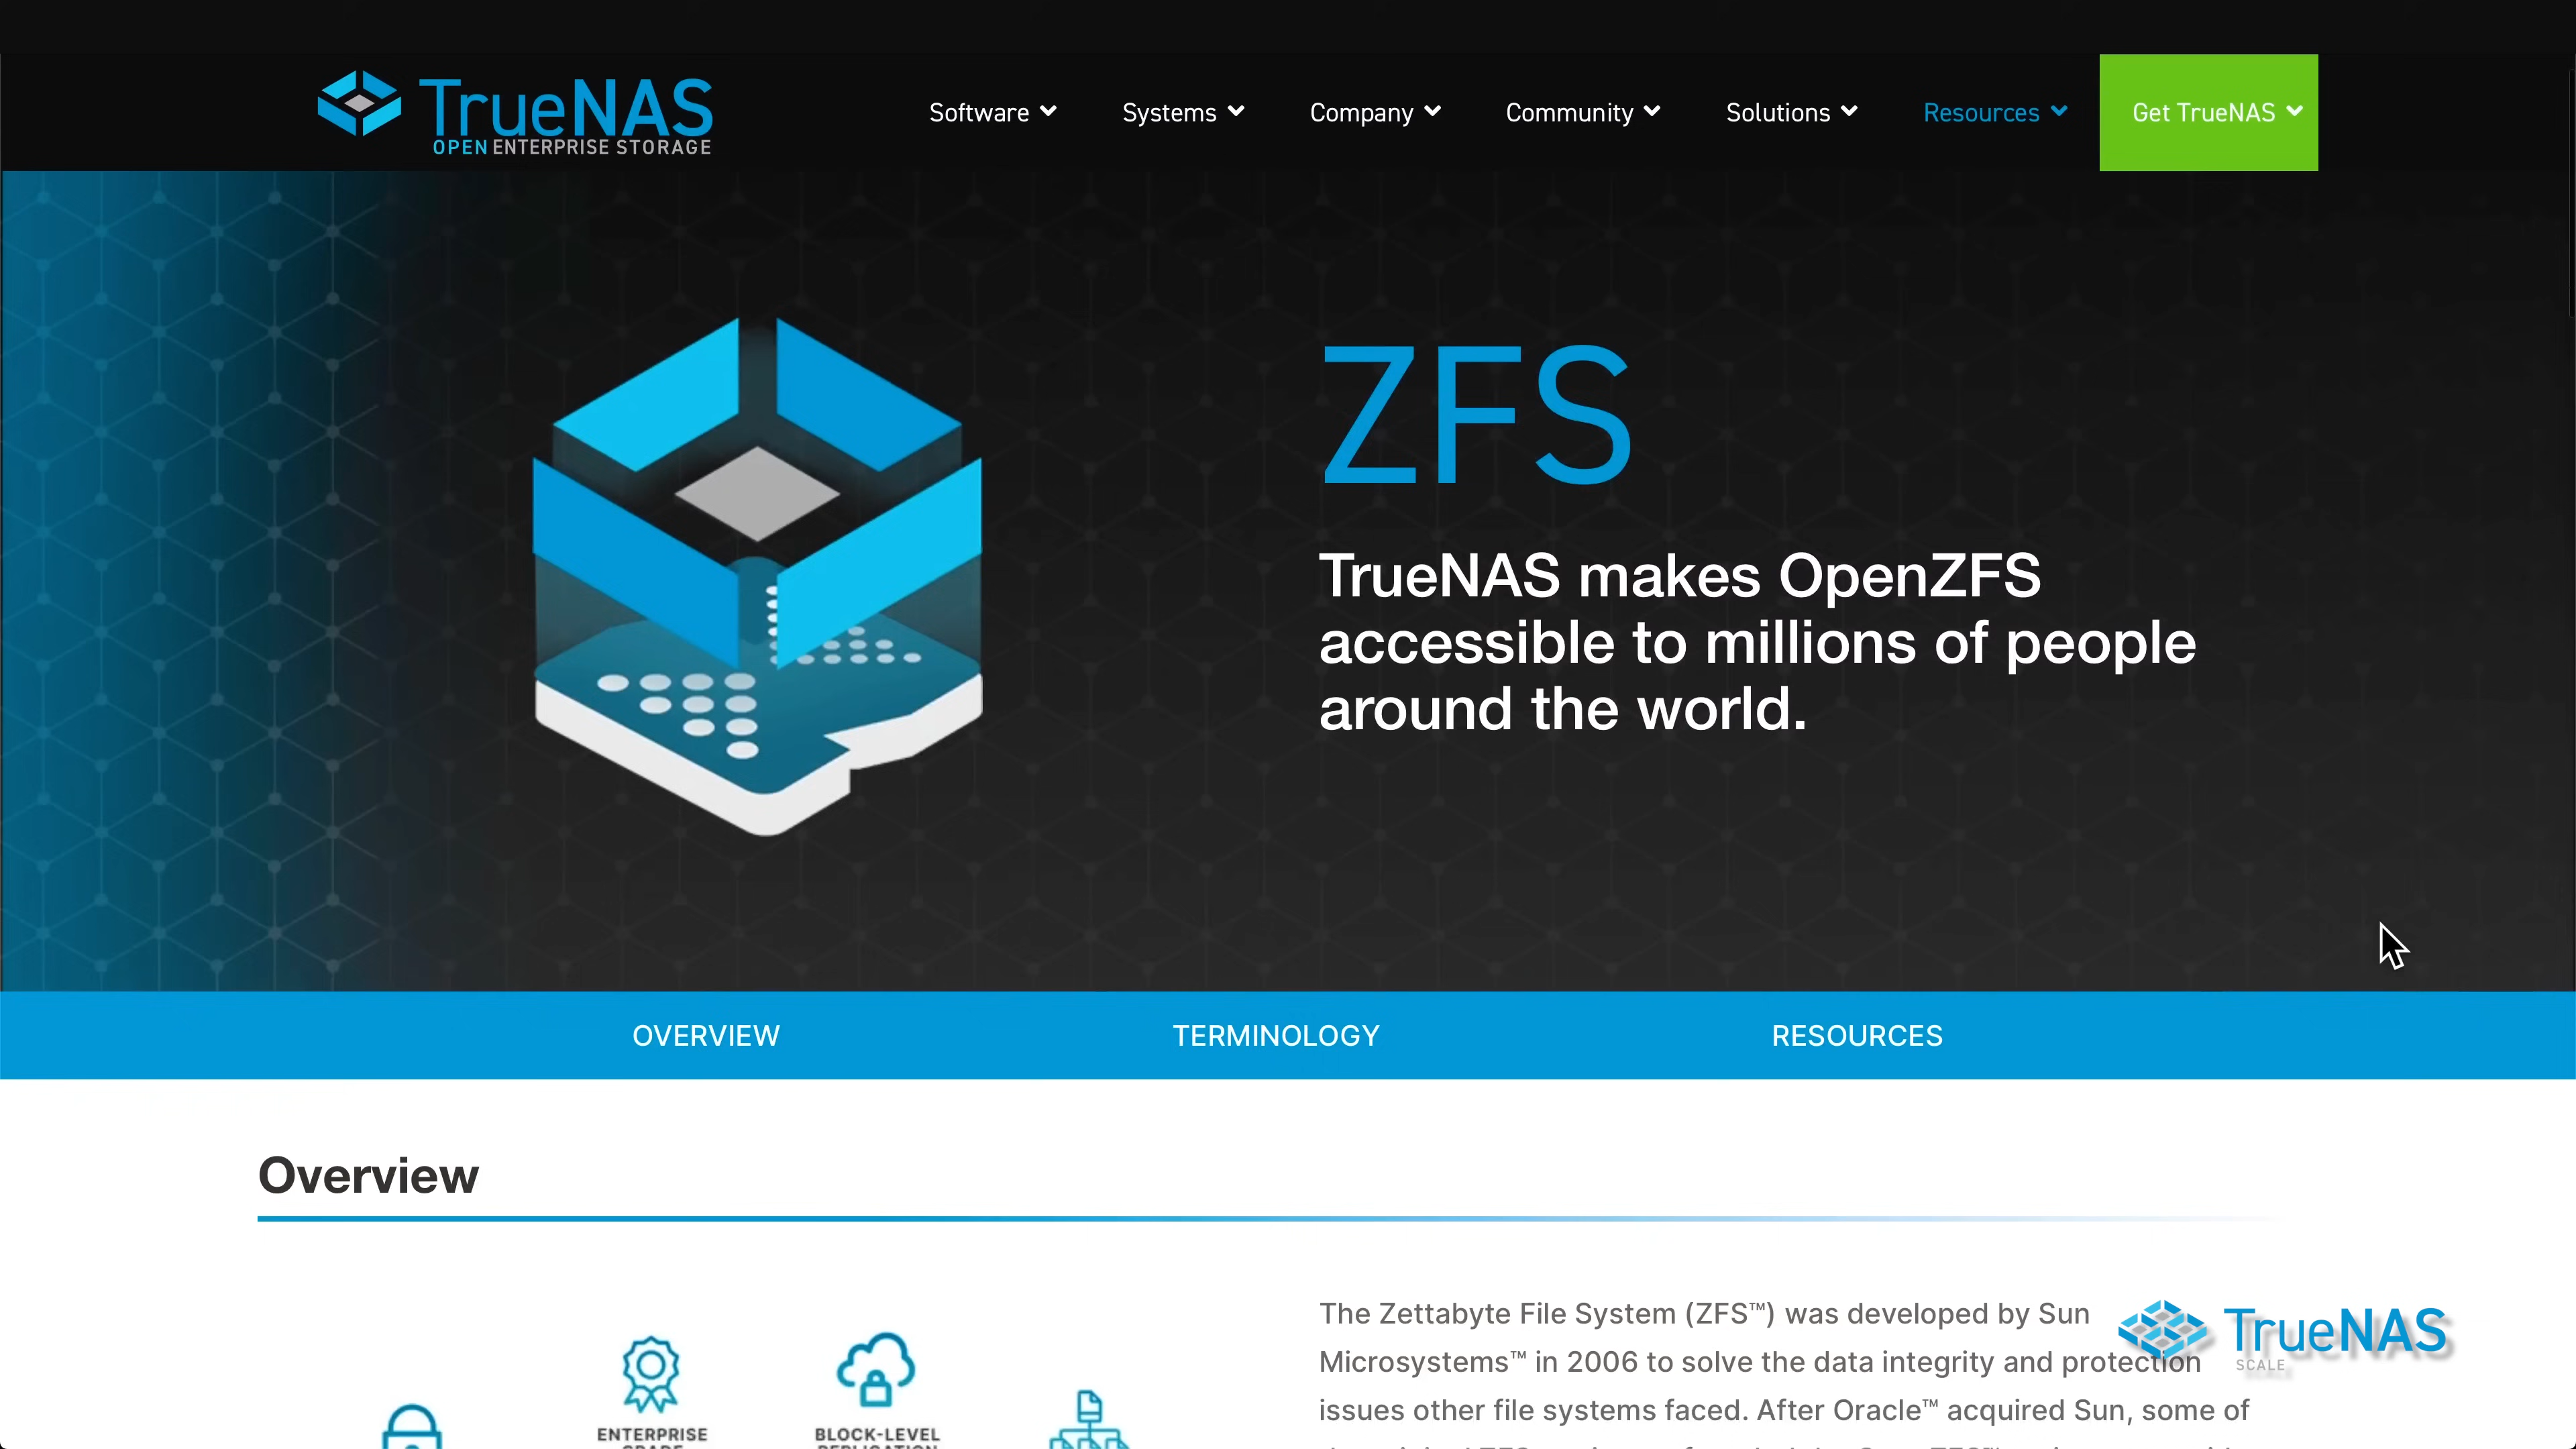 TrueNAS
OPEN ENTERPRISE STORAGE
Software
Systems
Company
Community
Solutions
Resources
Get TrueNAS
ZFS
TrueNAS makes OpenZFS
accessible to millions of people
around the world.
OVERVIEW
TERMINOLOGY
RESOURCES
Overview
The Zettabyte File System (ZFS™) was developed by Sun
Microsystems™ in 2006 to solve the data integrity and protection
issues other file systems faced. After Oracle™ acquired Sun, some of
ENTERPRISE
BLOCK-LEVEL
TrueNAS
SCALE